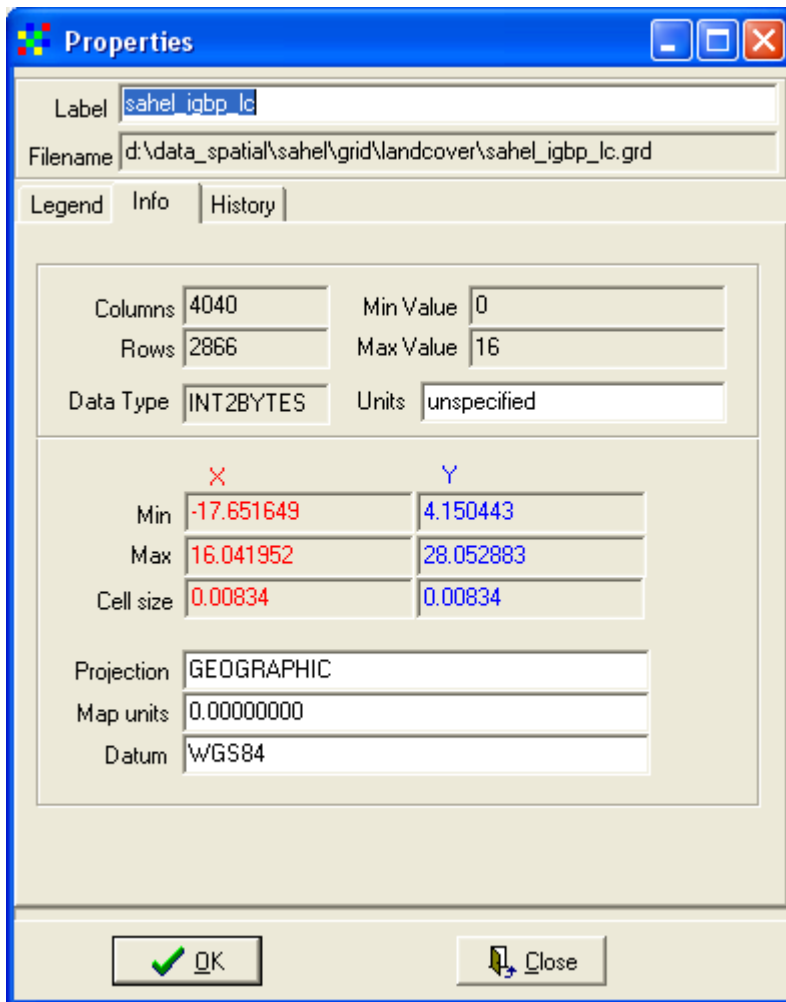 Properties
Label sahel_igbp_lc
Filename d:\data_spatial\sahel\grid\landcover\sahel_igbp_lc.grd
Legend Info History
Columns 4040 Min Value 0
Rows 2866 Max Value 16
Data Type INT2BYTES Units unspecified
X Y
Min -17.651649 4.150443
Max 16.041952 28.052883
Cell size 0.00834 0.00834
Projection GEOGRAPHIC
Map units 0.00000000
Datum WGS84
OK Close